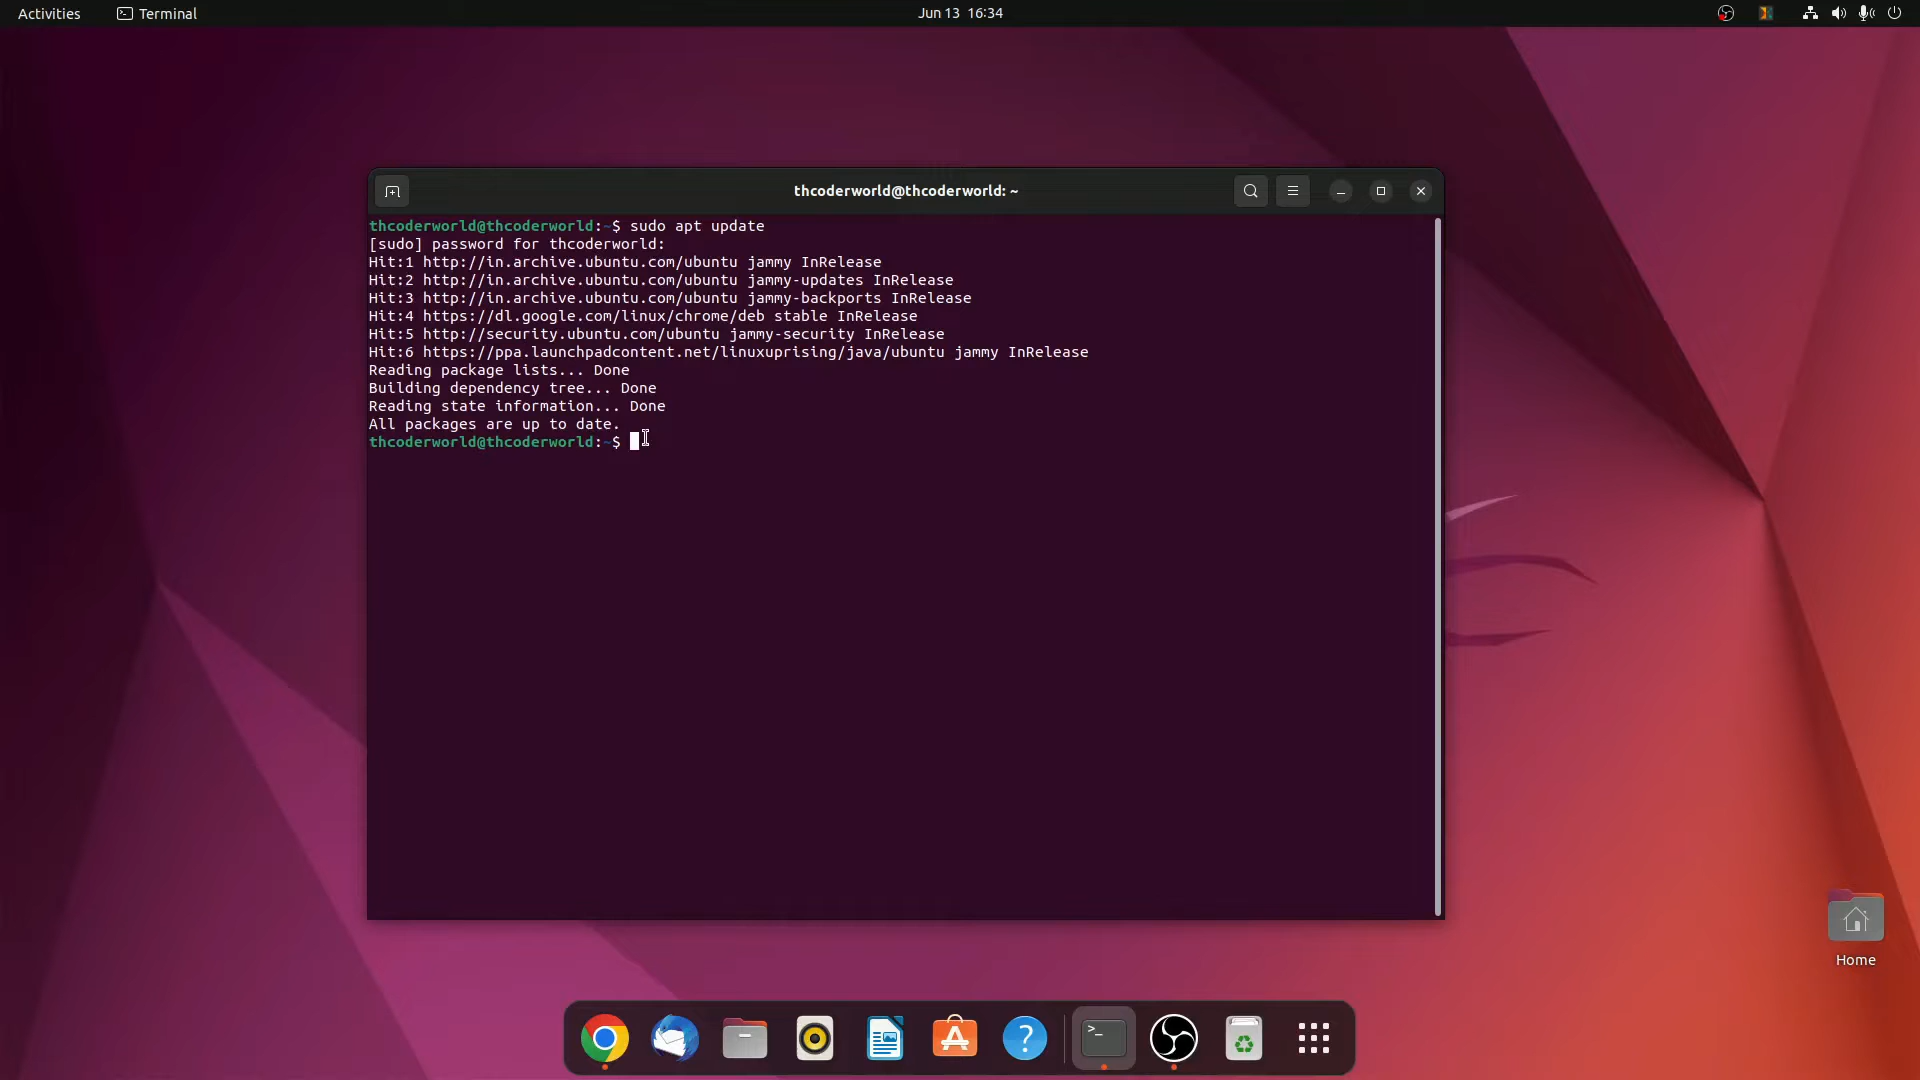 Activities
Terminal
Jun 13 16:34
thcoderworld@thcoderworld: ~
thcoderworld@thcoderworld:~$ sudo apt update
[sudo] password for thcoderworld:
Hit:1 http://in.archive.ubuntu.com/ubuntu jammy InRelease
Hit:2 http://in.archive.ubuntu.com/ubuntu jammy-updates InRelease
Hit:3 http://in.archive.ubuntu.com/ubuntu jammy-backports InRelease
Hit:4 https://dl.google.com/linux/chrome/deb stable InRelease
Hit:5 http://security.ubuntu.com/ubuntu jammy-security InRelease
Hit:6 https://ppa.launchpadcontent.net/linuxuprising/java/ubuntu jammy InRelease
Reading package lists... Done
Building dependency tree... Done
Reading state information... Done
All packages are up to date.
thcoderworld@thcoderworld:~$
Home